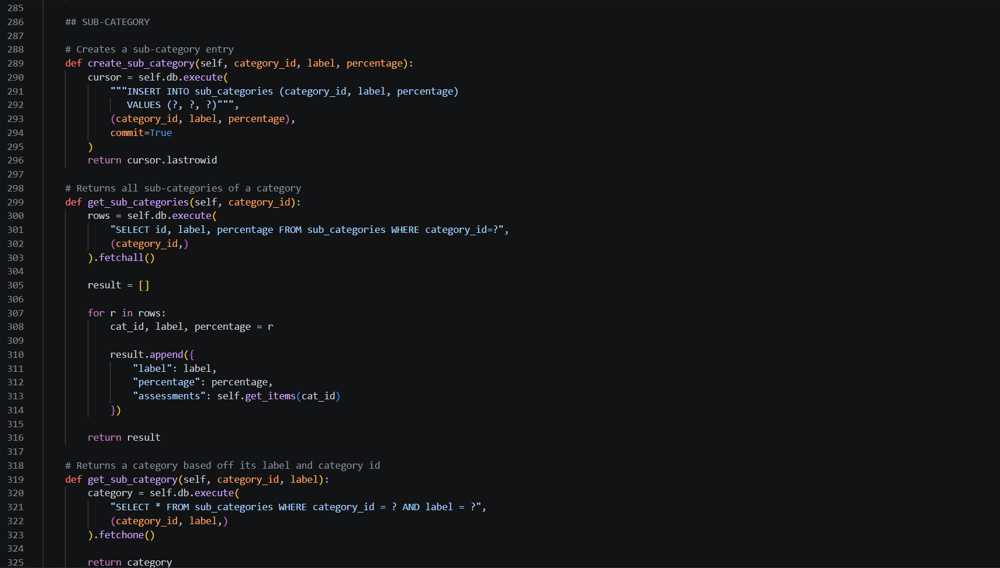 285
286 ## SUB-CATEGORY
287
288 # Creates a sub-category entry
289 def create_sub_category(self, category_id, label, percentage):
290 cursor = self.db.execute(
291 """INSERT INTO sub_categories (category_id, label, percentage)
292 VALUES (?, ?, ?)""",
293 (category_id, label, percentage),
294 commit=True
295 )
296 return cursor.lastrowid
297
298 # Returns all sub-categories of a category
299 def get_sub_categories(self, category_id):
300 rows = self.db.execute(
301 "SELECT id, label, percentage FROM sub_categories WHERE category_id=?",
302 (category_id,)
303 ).fetchall()
304
305 result = []
306
307 for r in rows:
308 cat_id, label, percentage = r
309
310 result.append({
311 "label": label,
312 "percentage": percentage,
313 "assessments": self.get_items(cat_id)
314 })
315
316 return result
317
318 # Returns a category based off its label and category id
319 def get_sub_category(self, category_id, label):
320 category = self.db.execute(
321 "SELECT * FROM sub_categories WHERE category_id = ? AND label = ?",
322 (category_id, label,)
323 ).fetchone()
324
325 return category